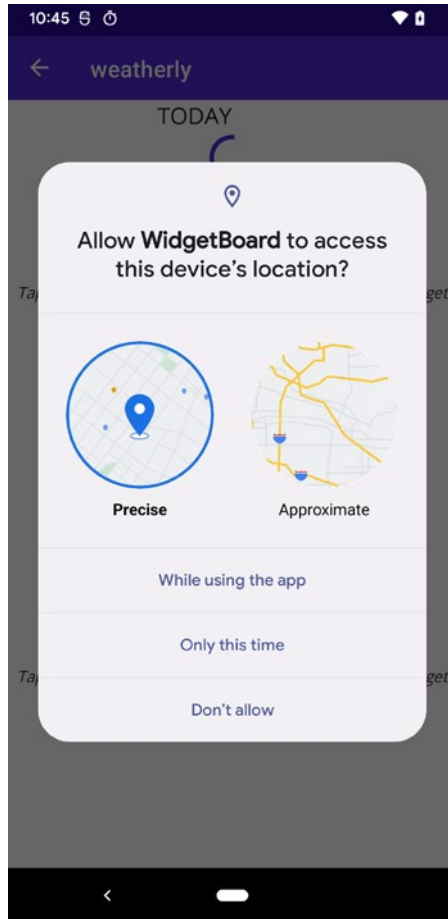 10:45
weatherly
TODAY
Allow WidgetBoard to access
this device's location?
Precise
Approximate
While using the app
Only this time
Don't allow